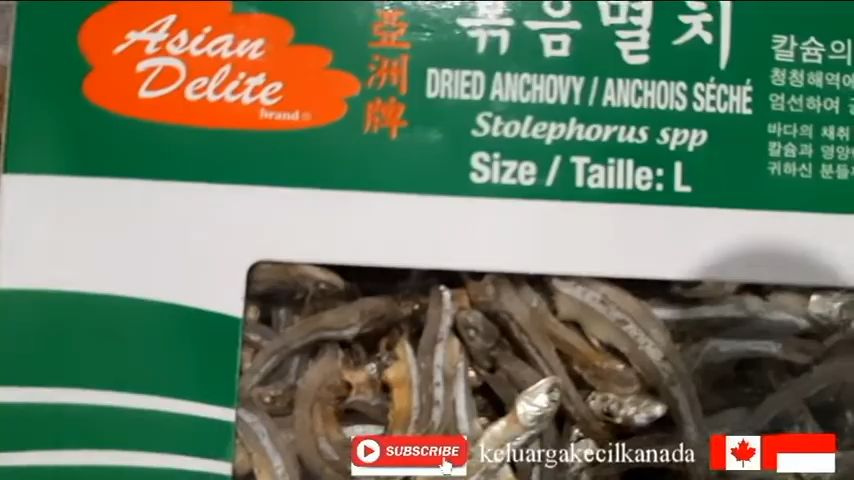 Asian
Delite
brand
亞
洲
牌
볶음멸치
DRIED ANCHOVY / ANCHOIS SÉCHÉ
Stolephorus spp
Size / Taille: L
칼슘의
청청해역에
엄선하여
바다의 채취
칼슘과 영양
귀하신 분들
SUBSCRIBE
keluargakecilkanada